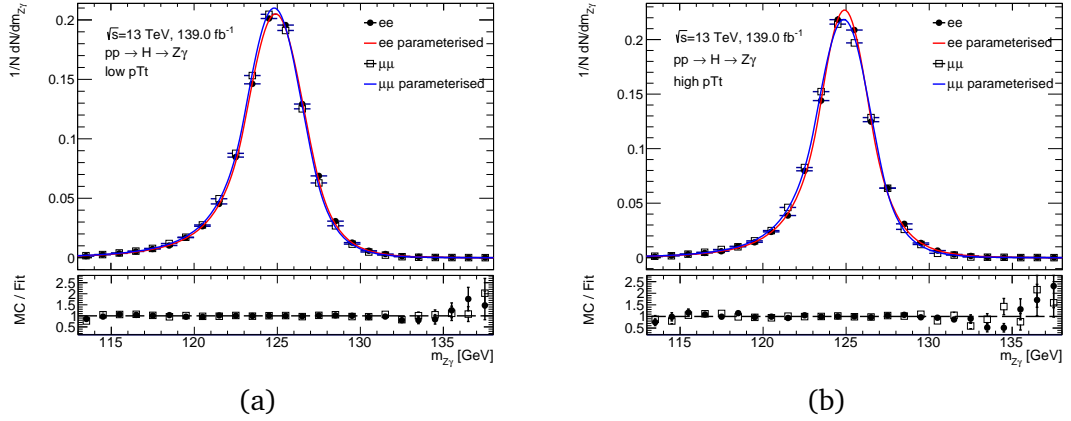 1/N dN/dm_Zγ
0.2
0.15
0.1
0.05
0
√s=13 TeV, 139.0 fb⁻¹
pp → H → Zγ
low pTt
ee
ee parameterised
μμ
μμ parameterised
MC / Fit
2.5
2
1.5
1
0.5
115 120 125 130 135
m_Zγ [GeV]
(a)
1/N dN/dm_Zγ
0.2
0.15
0.1
0.05
0
√s=13 TeV, 139.0 fb⁻¹
pp → H → Zγ
high pTt
ee
ee parameterised
μμ
μμ parameterised
MC / Fit
2.5
2
1.5
1
0.5
115 120 125 130 135
m_Zγ [GeV]
(b)